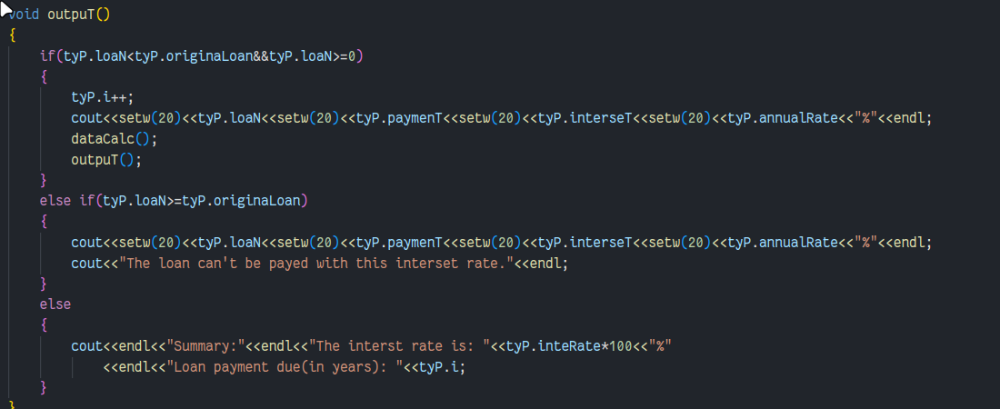 void outpuT()
{
    if(tyP.loaN<tyP.originaLoan&&tyP.loaN>=0)
    {
        tyP.i++;
        cout<<setw(20)<<tyP.loaN<<setw(20)<<tyP.paymenT<<setw(20)<<tyP.interseT<<setw(20)<<tyP.annualRate<<"%"<<endl;
        dataCalc();
        outpuT();
    }
    else if(tyP.loaN>=tyP.originaLoan)
    {
        cout<<setw(20)<<tyP.loaN<<setw(20)<<tyP.paymenT<<setw(20)<<tyP.interseT<<setw(20)<<tyP.annualRate<<"%"<<endl;
        cout<<"The loan can't be payed with this interset rate."<<endl;
    }
    else
    {
        cout<<endl<<"Summary:"<<endl<<"The interst rate is: "<<tyP.inteRate*100<<"%"
            <<endl<<"Loan payment due(in years): "<<tyP.i;
    }
}